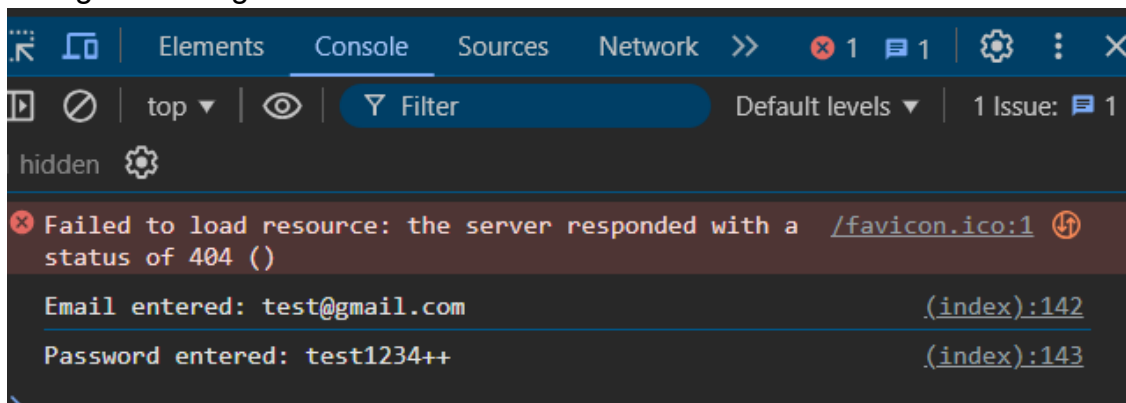 Elements Console Sources Network >> 1 1
top ▼ Filter Default levels ▼ 1 Issue: 1
hidden
Failed to load resource: the server responded with a /favicon.ico:1
status of 404 ()
Email entered: test@gmail.com (index):142
Password entered: test1234++ (index):143